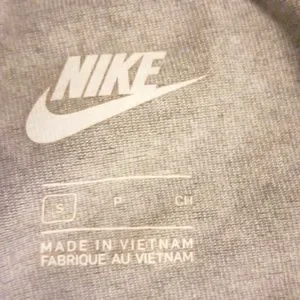 NIKE
S P CH
MADE IN VIETNAM
FABRIQUE AU VIETNAM